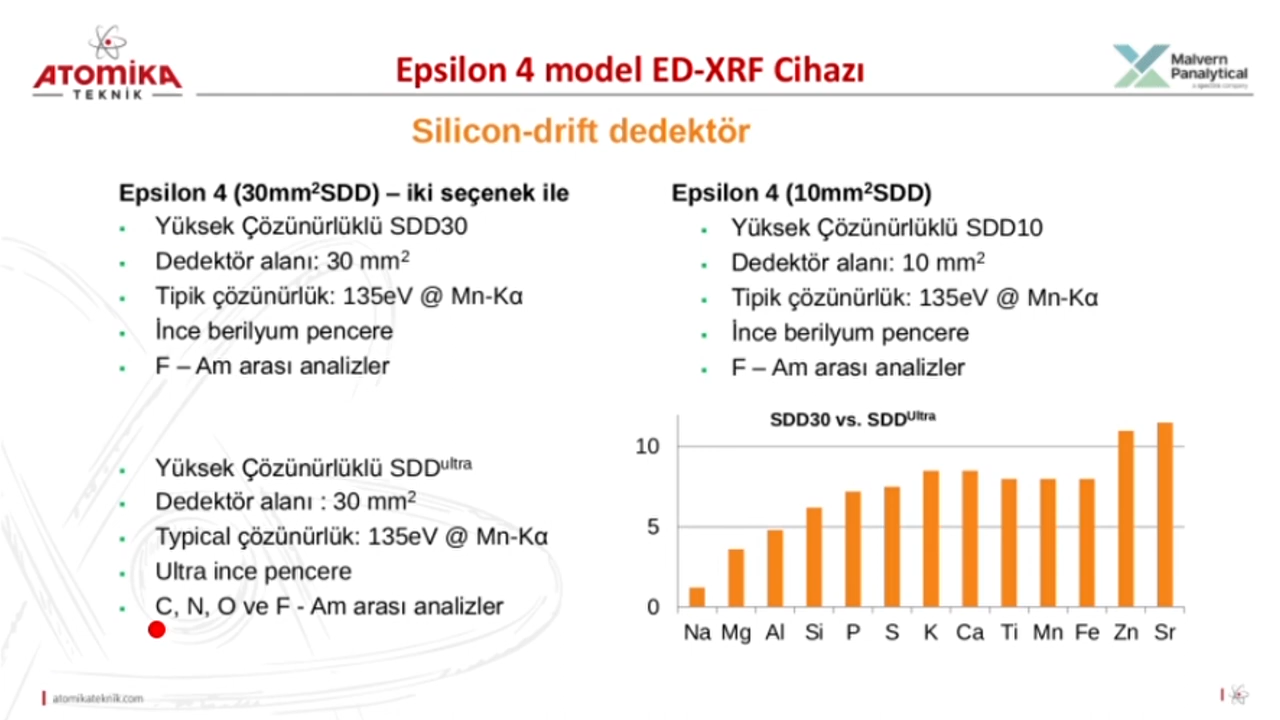 ATOMİKA
TEKNİK
Epsilon 4 model ED-XRF Cihazı
Malvern
Panalytical
a spectris company
Silicon-drift dedektör
Epsilon 4 (30mm²SDD) – iki seçenek ile
Yüksek Çözünürlüklü SDD30
Dedektör alanı: 30 mm²
Tipik çözünürlük: 135eV @ Mn-Kα
İnce berilyum pencere
F – Am arası analizler
Yüksek Çözünürlüklü SDDultra
Dedektör alanı : 30 mm²
Typical çözünürlük: 135eV @ Mn-Kα
Ultra ince pencere
C, N, O ve F - Am arası analizler
Epsilon 4 (10mm²SDD)
Yüksek Çözünürlüklü SDD10
Dedektör alanı: 10 mm²
Tipik çözünürlük: 135eV @ Mn-Kα
İnce berilyum pencere
F – Am arası analizler
SDD30 vs. SDDUltra
10
5
0
Na Mg Al Si P S K Ca Ti Mn Fe Zn Sr
atomikateknik.com